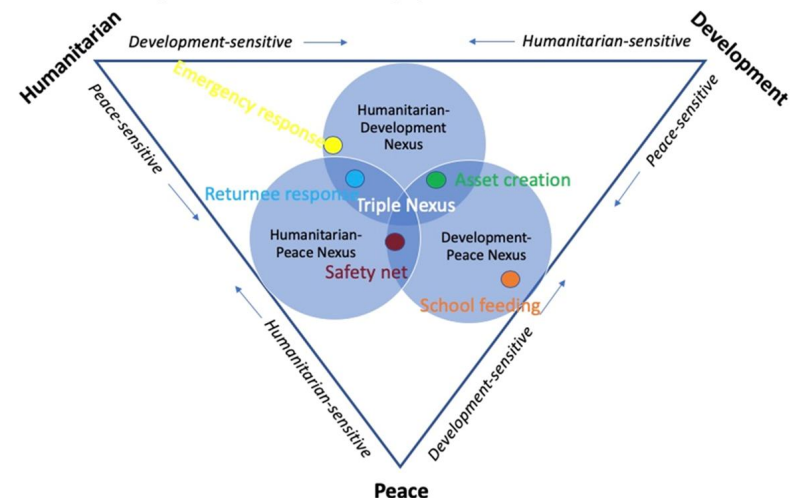 Humanitarian
Development-sensitive
Humanitarian-sensitive
Development
Peace-sensitive
Peace-sensitive
Emergency response
Humanitarian-
Development
Nexus
Returnee response
Asset creation
Triple Nexus
Humanitarian-
Peace Nexus
Development-
Peace Nexus
Safety net
School feeding
Humanitarian-sensitive
Development-sensitive
Peace